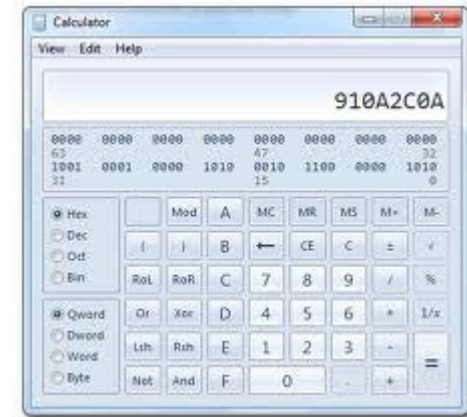 Calculator
View Edit Help
910A2C0A
0000 0000 0000 0000 0000 0000 0000 0000
63 47 32
1001 0001 0000 1010 0010 1100 0000 1010
31 15 0
Hex Mod A MC MR MS M+ M-
Dec ( ) B ← CE C ± √
Oct
Bin RoL RoR C 7 8 9 / %
Qword Or Xor D 4 5 6 * 1/x
Dword
Word Lsh Rsh E 1 2 3 - =
Byte Not And F 0 . +